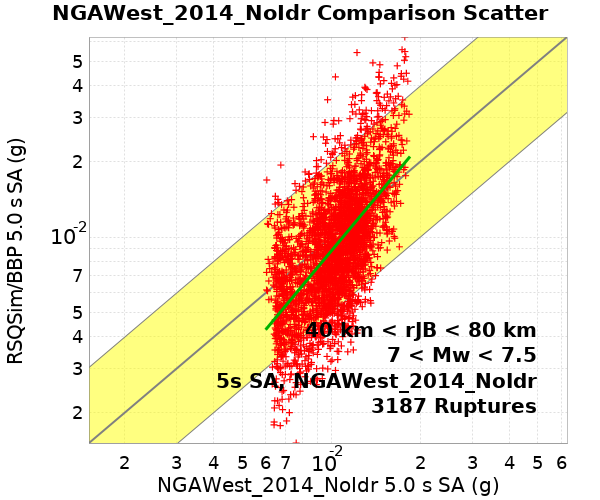 NGAWest_2014_NoIdr Comparison Scatter
RSQSim/BBP 5.0 s SA (g)
5
4
3
2
10-2
7
5
4
3
2
40 km < rJB < 80 km
7 < Mw < 7.5
5s SA, NGAWest_2014_NoIdr
3187 Ruptures
2 3 4 5 6 7 10-2 2 3 4 5 6
NGAWest_2014_NoIdr 5.0 s SA (g)